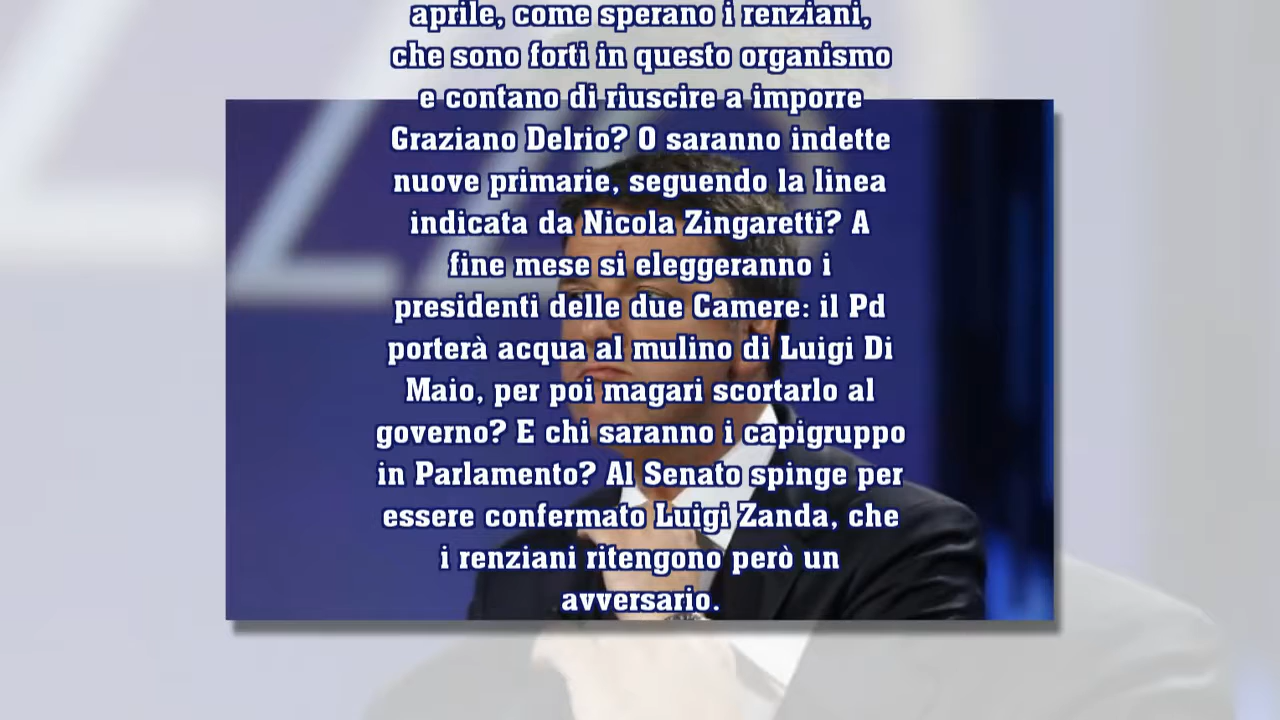 aprile, come sperano i renziani,
che sono forti in questo organismo
e contano di riuscire a imporre
Graziano Delrio? O saranno indette
nuove primarie, seguendo la linea
indicata da Nicola Zingaretti? A
fine mese si eleggeranno i
presidenti delle due Camere: il Pd
porterà acqua al mulino di Luigi Di
Maio, per poi magari scortarlo al
governo? E chi saranno i capigruppo
in Parlamento? Al Senato spinge per
essere confermato Luigi Zanda, che
i renziani ritengono però un
avversario.